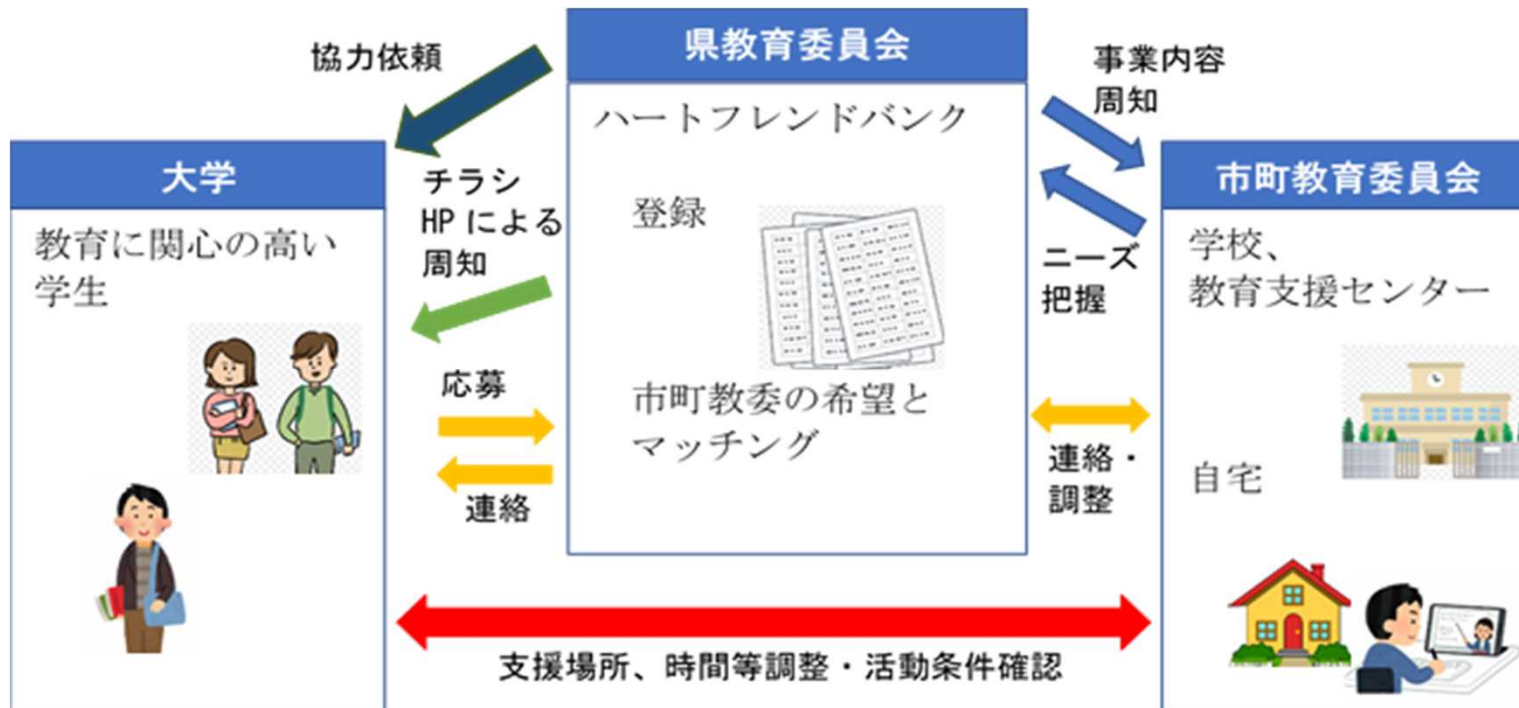 県教育委員会
協力依頼
事業内容
周知
ハートフレンドバンク
大学
チラシ
HPによる
周知
登録
市町教育委員会
教育に関心の高い
学生
ニーズ
把握
学校、
教育支援センター
応募
市町教委の希望と
マッチング
連絡
連絡・
調整
自宅
支援場所、時間等調整・活動条件確認